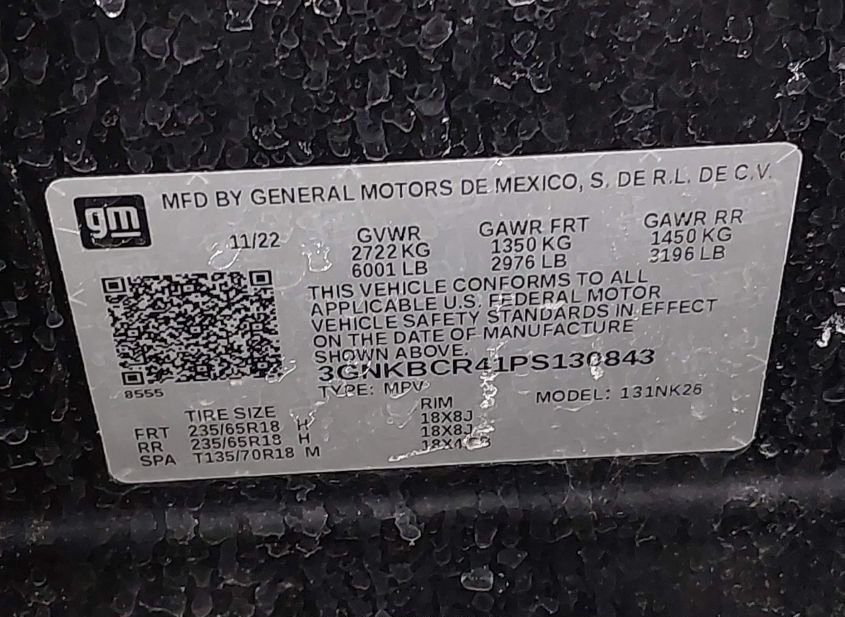 gm
MFD BY GENERAL MOTORS DE MEXICO, S. DE R.L. DE C.V.
11/22 GVWR GAWR FRT GAWR RR
2722 KG 1350 KG 1450 KG
6001 LB 2976 LB 3196 LB
THIS VEHICLE CONFORMS TO ALL
APPLICABLE U.S. FEDERAL MOTOR
VEHICLE SAFETY STANDARDS IN EFFECT
ON THE DATE OF MANUFACTURE
SHOWN ABOVE.
3GNKBCR41PS130843
8555 TYPE: MPV MODEL: 131NK26
TIRE SIZE RIM
FRT 235/65R18 H 18X8J
RR 235/65R18 H 18X8J
SPA T135/70R18 M